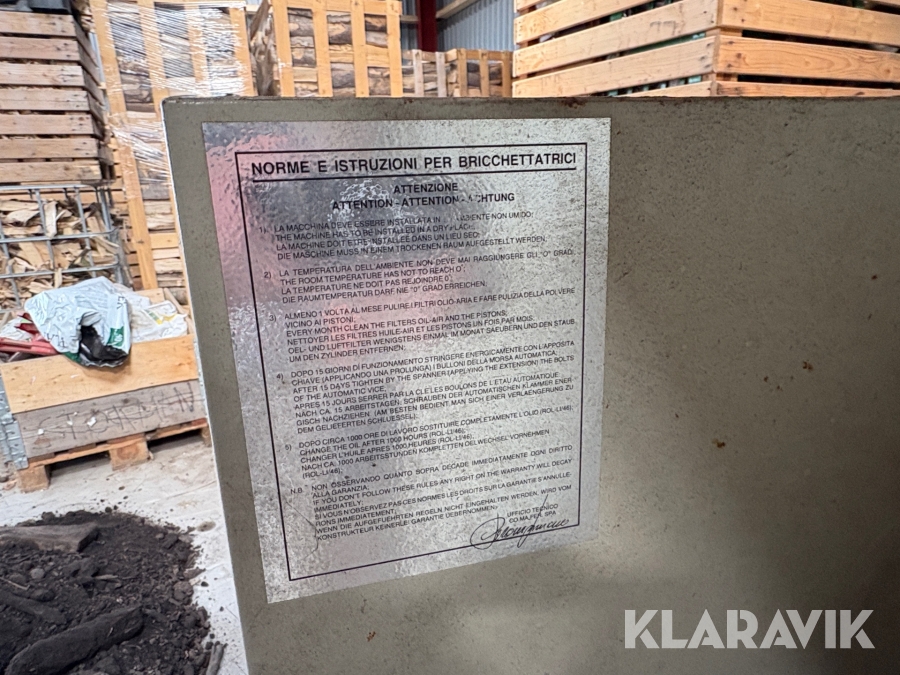 NORME E ISTRUZIONI PER BRICCHETTATRICI
ATTENZIONE
ATTENTION - ATTENTION - CHTUNG
1) LA MACCHINA DEVE ESSERE INSTALLATA IN AMBIENTE NON UMIDO;
THE MACHINE HAS TO BE INSTALLED IN A DRY PLACE;
LA MACHINE DOIT ETRE INSTALLEE DANS UN LIEU SEC;
DIE MASCHINE MUSS IN EINEM TROCKENEN RAUM AUFGESTELLT WERDEN.
2) LA TEMPERATURA DELL'AMBIENTE NON DEVE MAI RAGGIUNGERE GLI "O" GRADI;
THE ROOM TEMPERATURE HAS NOT TO REACH 0;
LA TEMPERATURE NE DOIT PAS REJOINDRE 0;
DIE RAUMTEMPERATUR DARF NIE "0" GRAD ERREICHEN;
3) ALMENO 1 VOLTA AL MESE PULIRE I FILTRI OLIO-ARIA E FARE PULIZIA DELLA POLVERE
VICINO AI PISTONI;
EVERY MONTH CLEAN THE FILTERS OIL-AIR AND THE PISTONS;
NETTOYER LES FILTRES HUILE-AIR ET LES PISTONS UN FOIS PAR MOIS;
OEL- UND LUFTFILTER WENIGSTENS EINMAL IM MONAT SAEUBERN UND DEN STAUB
UM DEN ZYLINDER ENTFERNEN;
4) DOPO 15 GIORNI DI FUNZIONAMENTO STRINGERE ENERGICAMENTE CON L'APPOSITA
CHIAVE (APPLICANDO UNA PROLUNGA) I BULLONI DELLA MORSA AUTOMATICA;
AFTER 15 DAYS TIGHTEN BY THE SPANNER (APPLYING THE EXTENSION) THE BOLTS
OF THE AUTOMATIC VICE;
APRES 15 JOURS SERRER PAR LA CLE LES BOULONS DE L'ETAU AUTOMATIQUE
NACH CA. 15 ARBEITSTAGEN, SCHRAUBEN DER AUTOMATISCHEN KLAMMER ENER-
GISCH NACHZIEHEN. (AM BESTEN BEDIENT MAN SICH EINER VERLAENGERUNG ZU
DEM GELIEFERTEN SCHLUESSEL);
5) DOPO CIRCA 1000 ORE DI LAVORO SOSTITUIRE COMPLETAMENTE L'OLIO (ROL-LI/46);
CHANGE THE OIL AFTER 1000 HOURS (ROL-LI/46);
CHANGER L'HUILE APRES 1000 HEURES (ROL-LI/46);
NACH CA. 1000 ARBEITSSTUNDEN KOMPLETTEN OELWECHSEL VORNEHMEN
(ROL-LI/46).
N.B. NON OSSERVANDO QUANTO SOPRA DECADE IMMEDIATAMENTE OGNI DIRITTO
ALLA GARANZIA;
IF YOU DON'T FOLLOW THESE RULES ANY RIGHT ON THE WARRANTY WILL DECAY
IMMEDIATELY;
SI VOUS N'OBSERVEZ PAS CES NORMES LES DROITS SUR LA GARANTIE S'ANNULLE-
RONS IMMEDIATEMENT;
WENN DIE AUFGEFUEHRTEN REGELN NICHT EINGEHALTEN WERDEN, WIRD VOM
KONSTRUKTEUR KEINERLEI GARANTIE UEBERNOMMEN;
UFFICIO TECNICO
CO.MA.FER. SPA
KLARAVIK